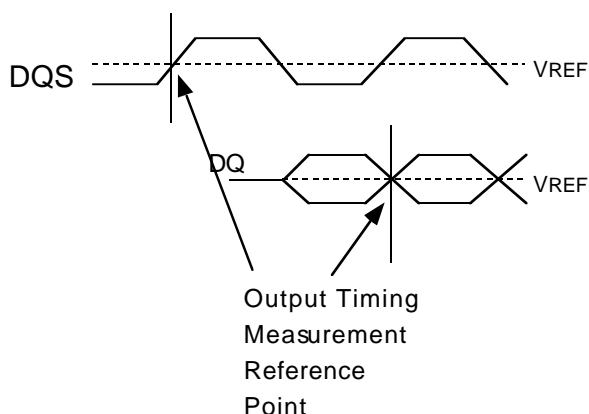 DQS
VREF
DQ
VREF
Output Timing
Measurement
Reference
Point